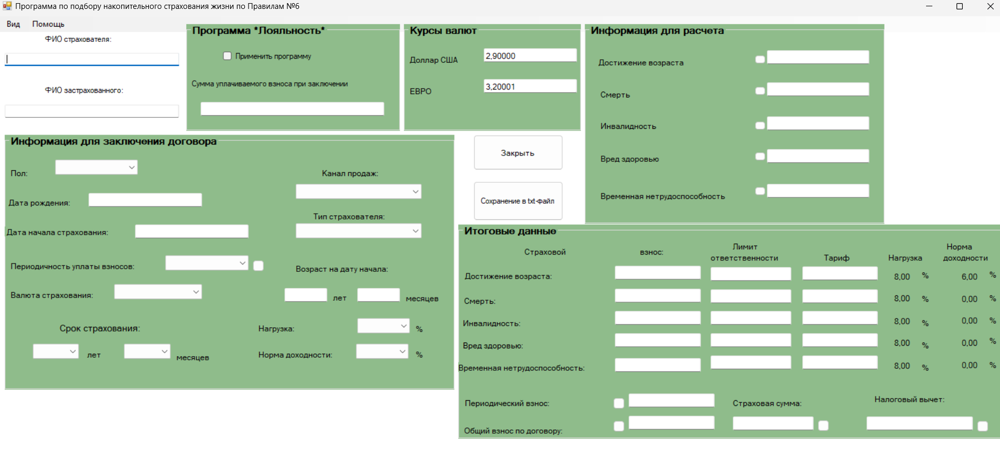 Программа по подбору накопительного страхования жизни по Правилам №6
Вид Помощь
ФИО страхователя:
ФИО застрахованного:
Программа *Лояльность*
Применить программу
Сумма уплачиваемого взноса при заключении
Курсы валют
Доллар США 2,90000
ЕВРО 3,20001
Информация для расчета
Достижение возраста
Смерть
Инвалидность
Вред здоровью
Временная нетрудоспособность
Информация для заключения договора
Пол:
Дата рождения:
Дата начала страхования:
Периодичность уплаты взносов:
Валюта страхования:
Срок страхования:
лет месяцев
Канал продаж:
Тип страхователя:
Возраст на дату начала:
лет месяцев
Нагрузка: %
Норма доходности: %
Закрыть
Сохранение в txt-файл
Итоговые данные
Страховой взнос: Лимит ответственности Тариф Нагрузка Норма доходности
Достижение возраста: 8,00 % 6,00 %
Смерть: 8,00 % 0,00 %
Инвалидность: 8,00 % 0,00 %
Вред здоровью: 8,00 % 0,00 %
Временная нетрудоспособность: 8,00 % 0,00 %
Периодический взнос: Страховая сумма: Налоговый вычет:
Общий взнос по договору: